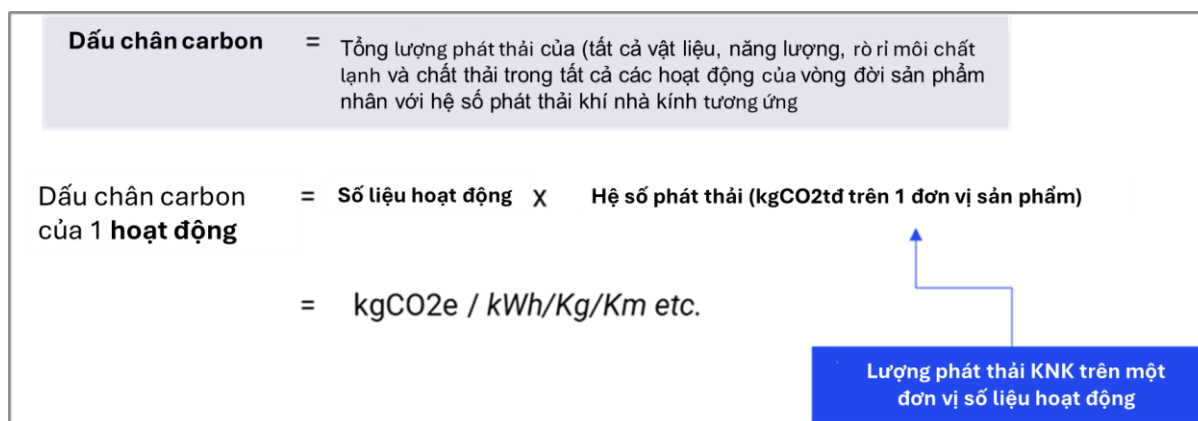 Dấu chân carbon = Tổng lượng phát thải của (tất cả vật liệu, năng lượng, rò rỉ môi chất
lạnh và chất thải trong tất cả các hoạt động của vòng đời sản phẩm
nhân với hệ số phát thải khí nhà kính tương ứng
Dấu chân carbon = Số liệu hoạt động x Hệ số phát thải (kgCO2tđ trên 1 đơn vị sản phẩm)
của 1 hoạt động
= kgCO2e / kWh/Kg/Km etc.
Lượng phát thải KNK trên một
đơn vị số liệu hoạt động